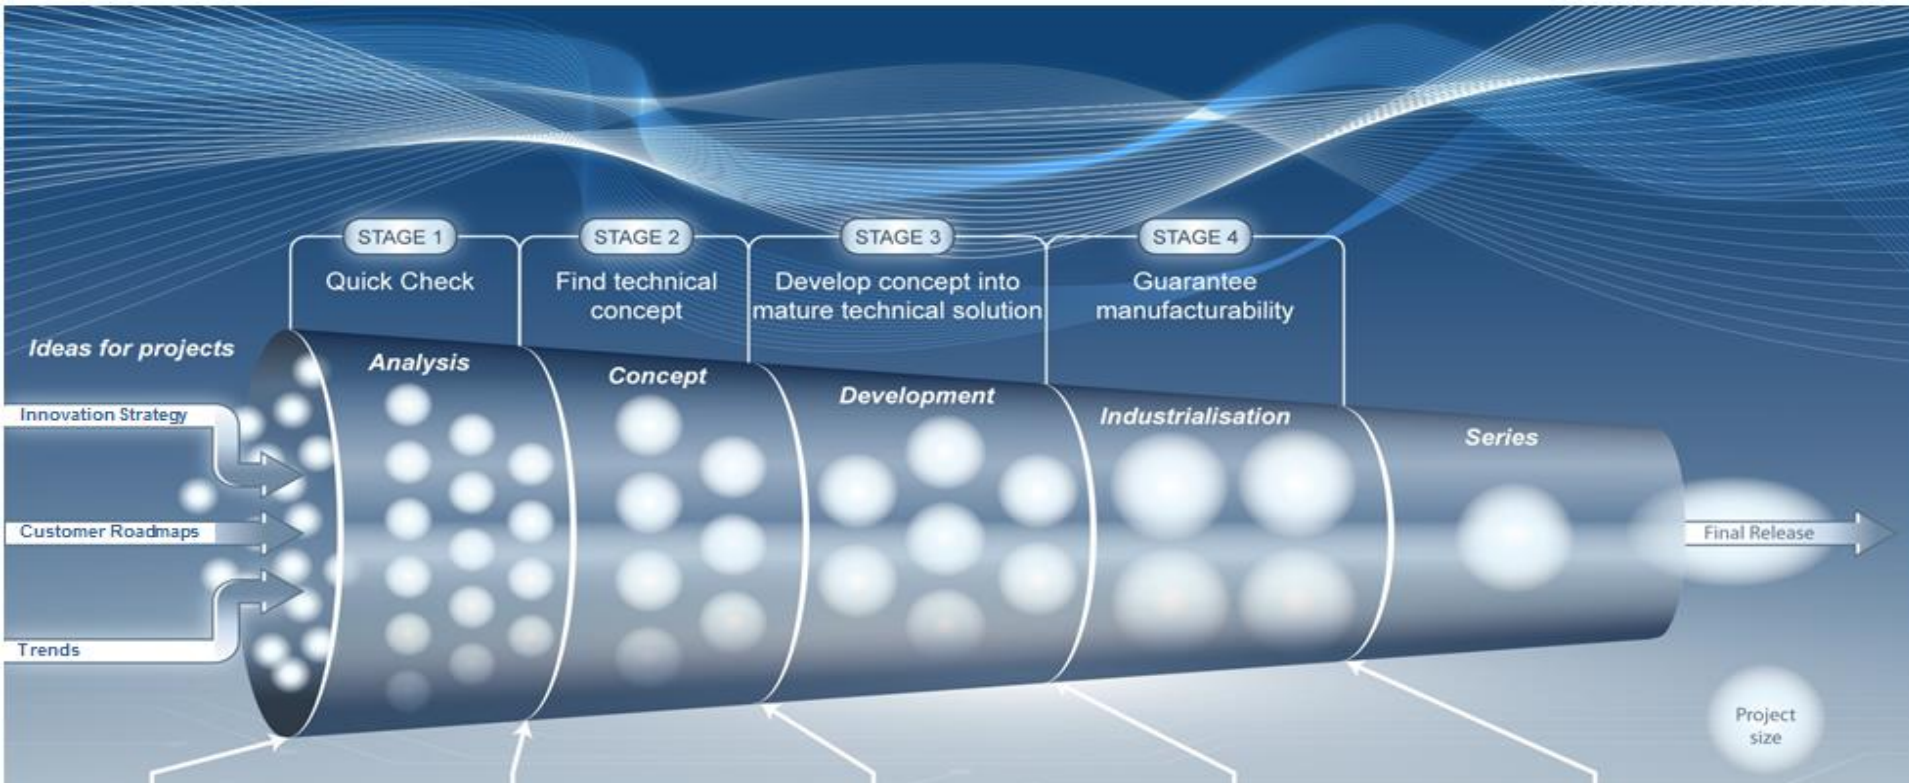 STAGE 1
Quick Check
STAGE 2
Find technical
concept
STAGE 3
Develop concept into
mature technical solution
STAGE 4
Guarantee
manufacturability
Ideas for projects
Analysis
Concept
Development
Industrialisation
Series
Innovation Strategy
Customer Roadmaps
Trends
Final Release
Project
size